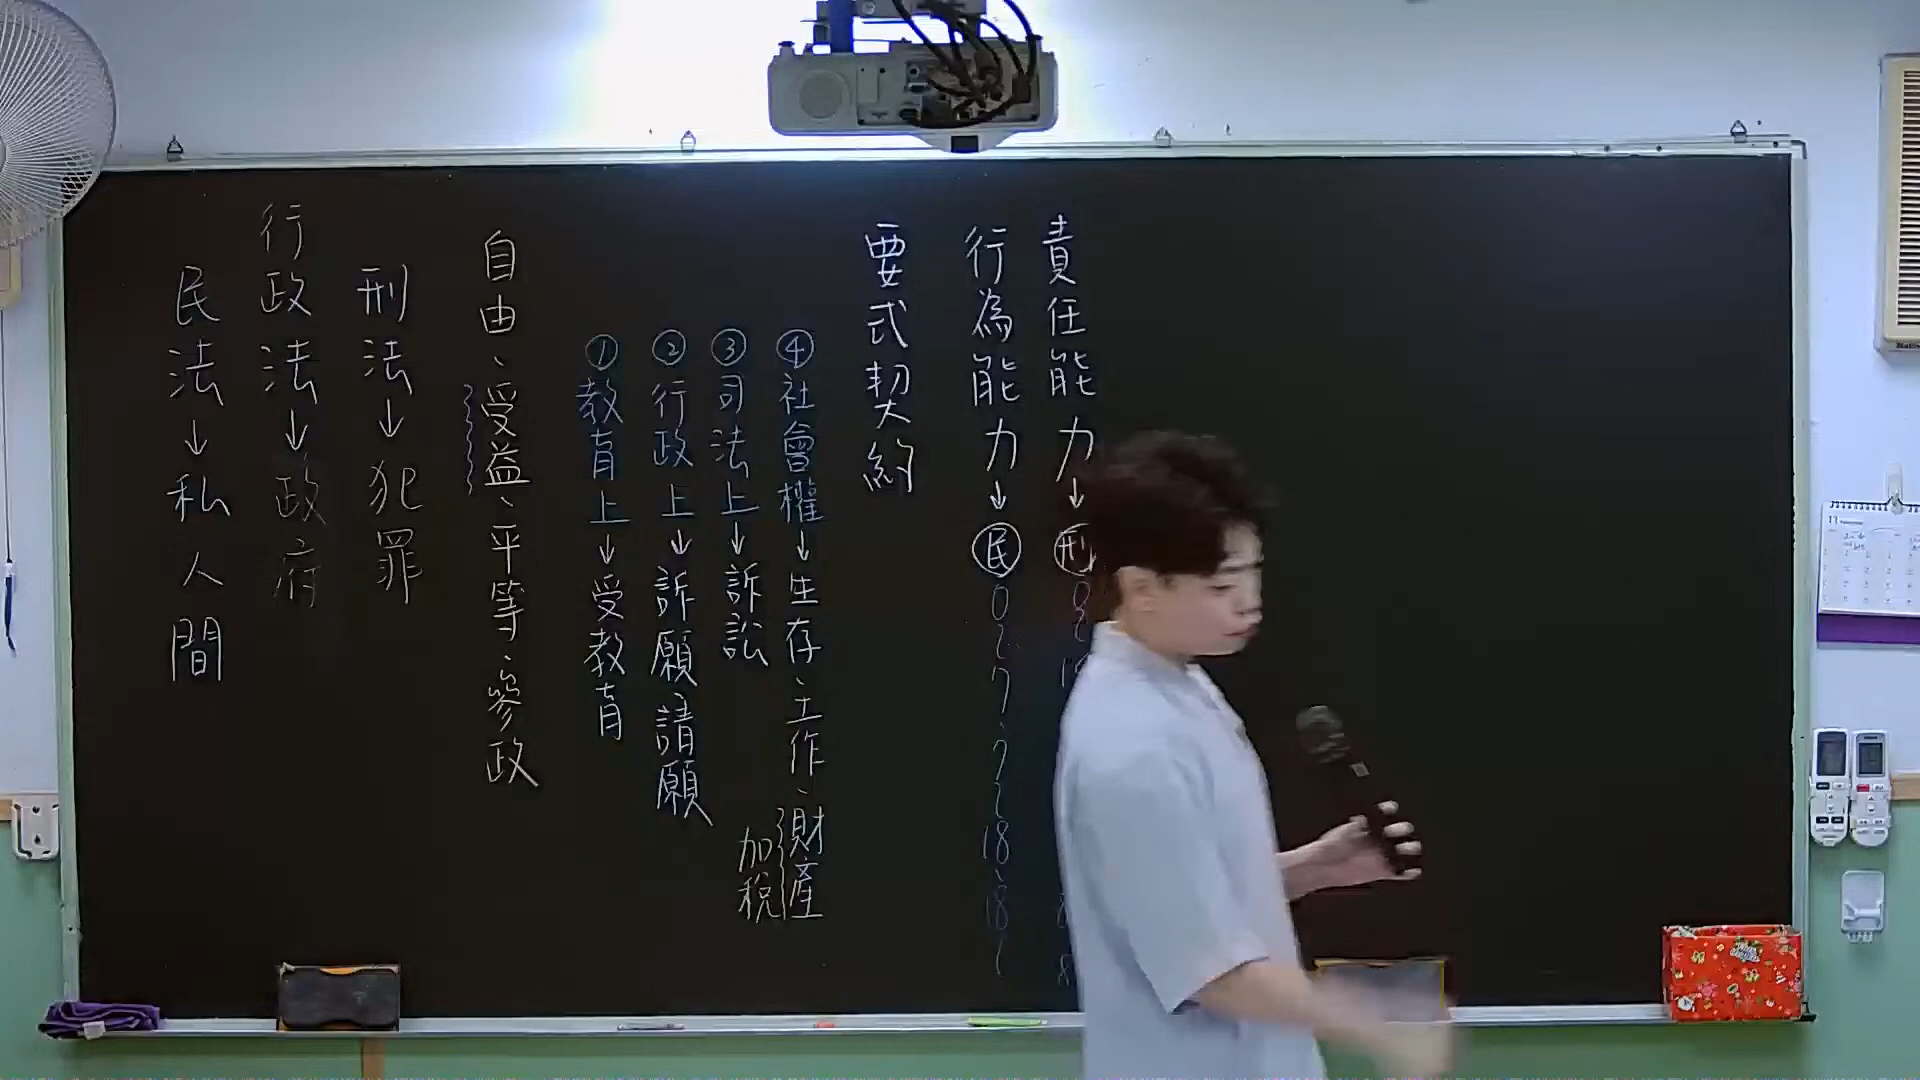 責任能力↓刑
行為能力↓民 0~7、7~18、18~
要式契約
④社會權↓生存、工作、財產
加稅
③司法上↓訴訟
②行政上↓訴願、請願
①教育上↓受教育
自由、受益、平等、參政
刑法↓犯罪
行政法↓政府
民法↓私人間